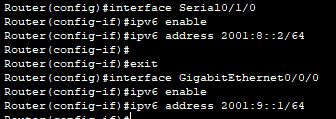 Router(config)#interface Serial0/1/0
Router(config-if)#ipv6 enable
Router(config-if)#ipv6 address 2001:8::2/64
Router(config-if)#
Router(config-if)#exit
Router(config)#interface GigabitEthernet0/0/0
Router(config-if)#ipv6 enable
Router(config-if)#ipv6 address 2001:9::1/64
Router(config-if)#